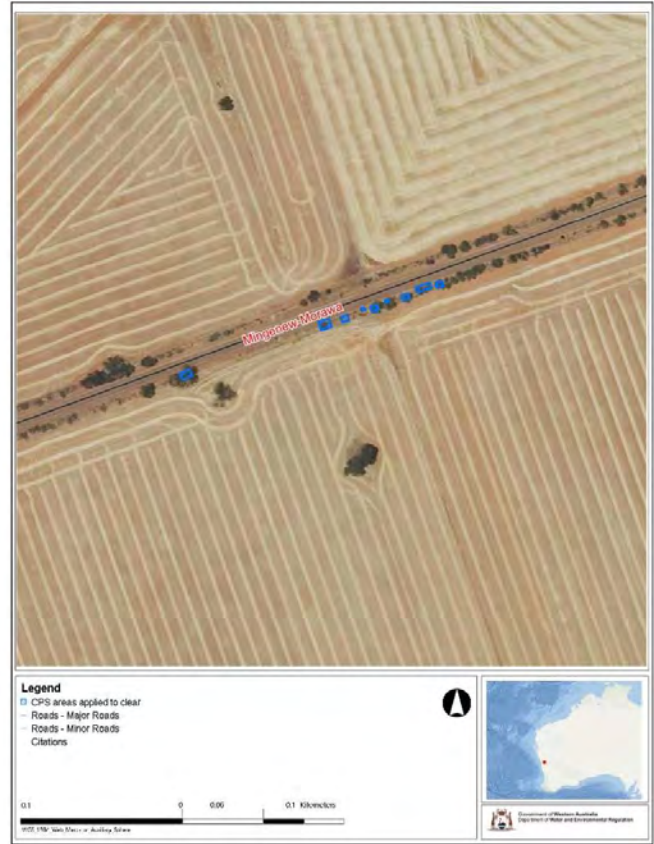 Mingenew-Morawa
Legend
CPS areas applied to clear
Roads - Major Roads
Roads - Minor Roads
Citations
0.1 0 0.06 0.1 Kilometers
Government of Western Australia
Department of Water and Environmental Regulation